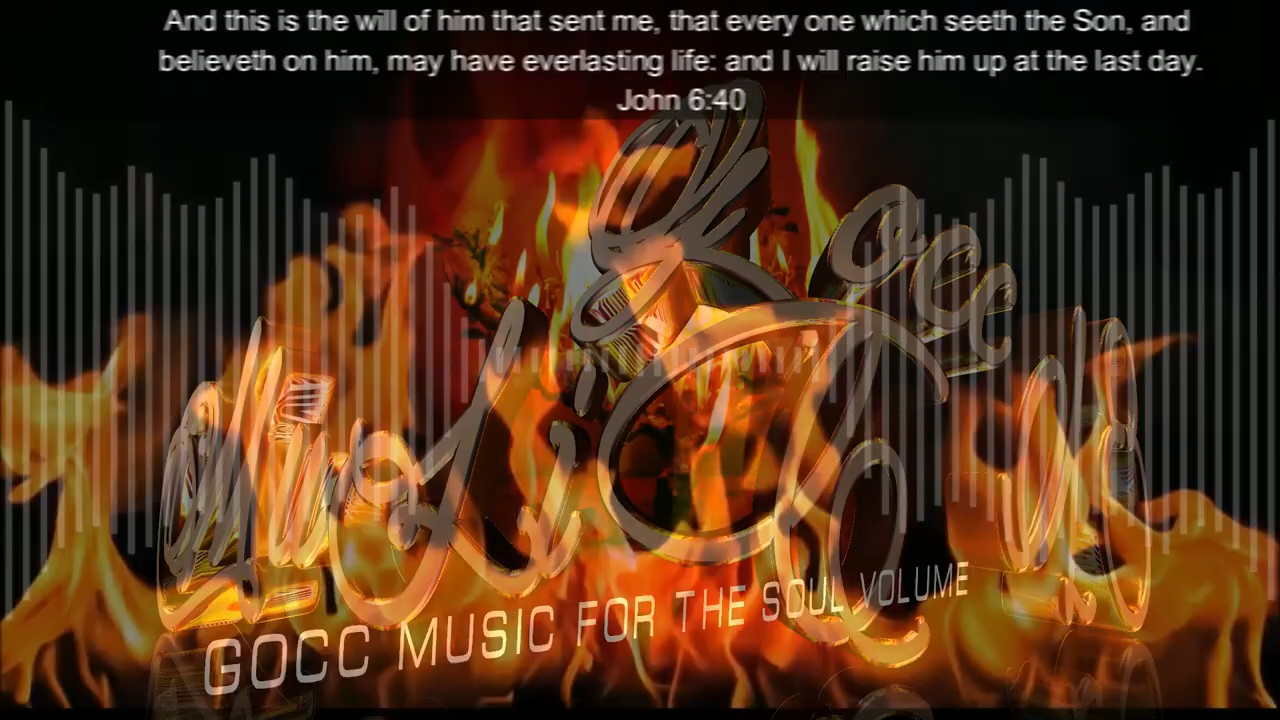 And this is the will of him that sent me, that every one which seeth the Son, and
believeth on him, may have everlasting life: and I will raise him up at the last day.
John 6:40
Gocc
Music
GOCC MUSIC FOR THE SOUL VOLUME